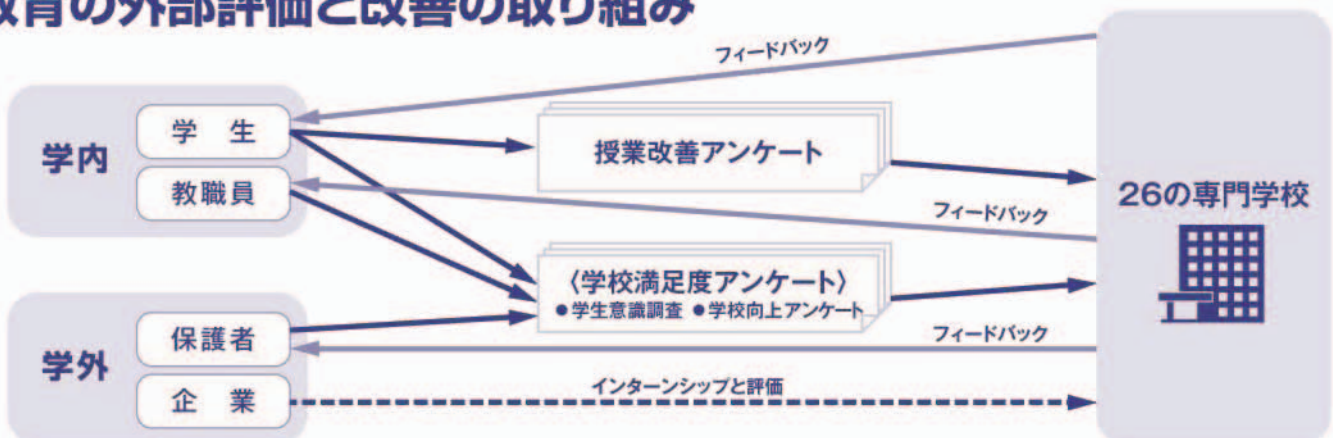 教育の外部評価と改善の取り組み
フィードバック
学内
学 生
教職員
授業改善アンケート
フィードバック
〈学校満足度アンケート〉
●学生意識調査 ●学校向上アンケート
26の専門学校
学外
保護者
企 業
フィードバック
インターンシップと評価